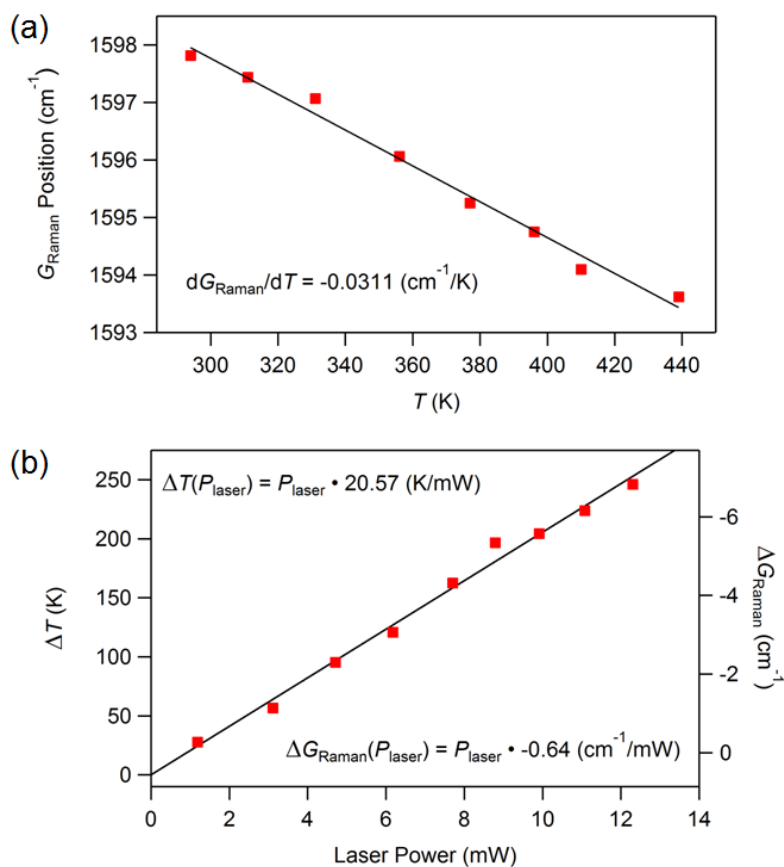 (a)
1598
1597
1596
1595
1594
1593
G_Raman Position (cm⁻¹)
dG_Raman/dT = -0.0311 (cm⁻¹/K)
300 320 340 360 380 400 420 440
T (K)
(b)
250
200
150
100
50
0
ΔT (K)
ΔT(P_laser) = P_laser • 20.57 (K/mW)
-6
-4
-2
0
ΔG_Raman (cm⁻¹)
ΔG_Raman(P_laser) = P_laser • -0.64 (cm⁻¹/mW)
0 2 4 6 8 10 12 14
Laser Power (mW)